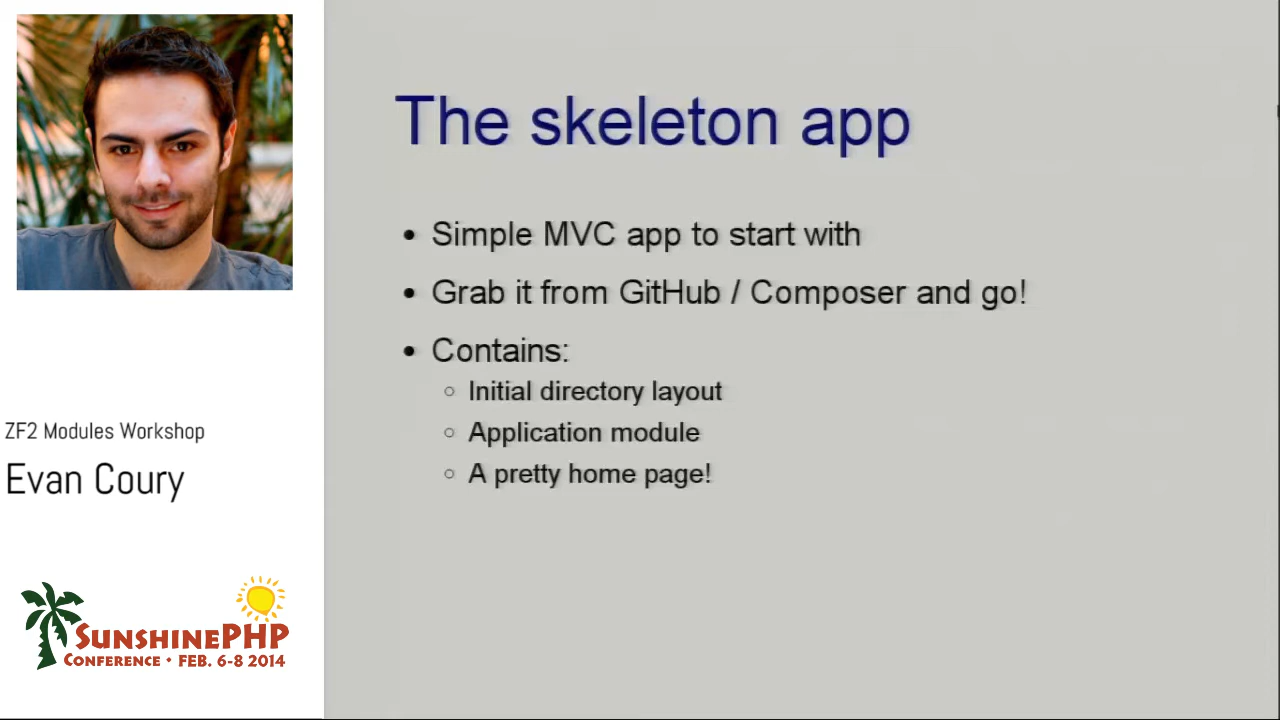 The skeleton app
• Simple MVC app to start with
• Grab it from GitHub / Composer and go!
• Contains:
○ Initial directory layout
○ Application module
○ A pretty home page!
ZF2 Modules Workshop
Evan Coury
SUNSHINEPHP
CONFERENCE • FEB. 6-8 2014